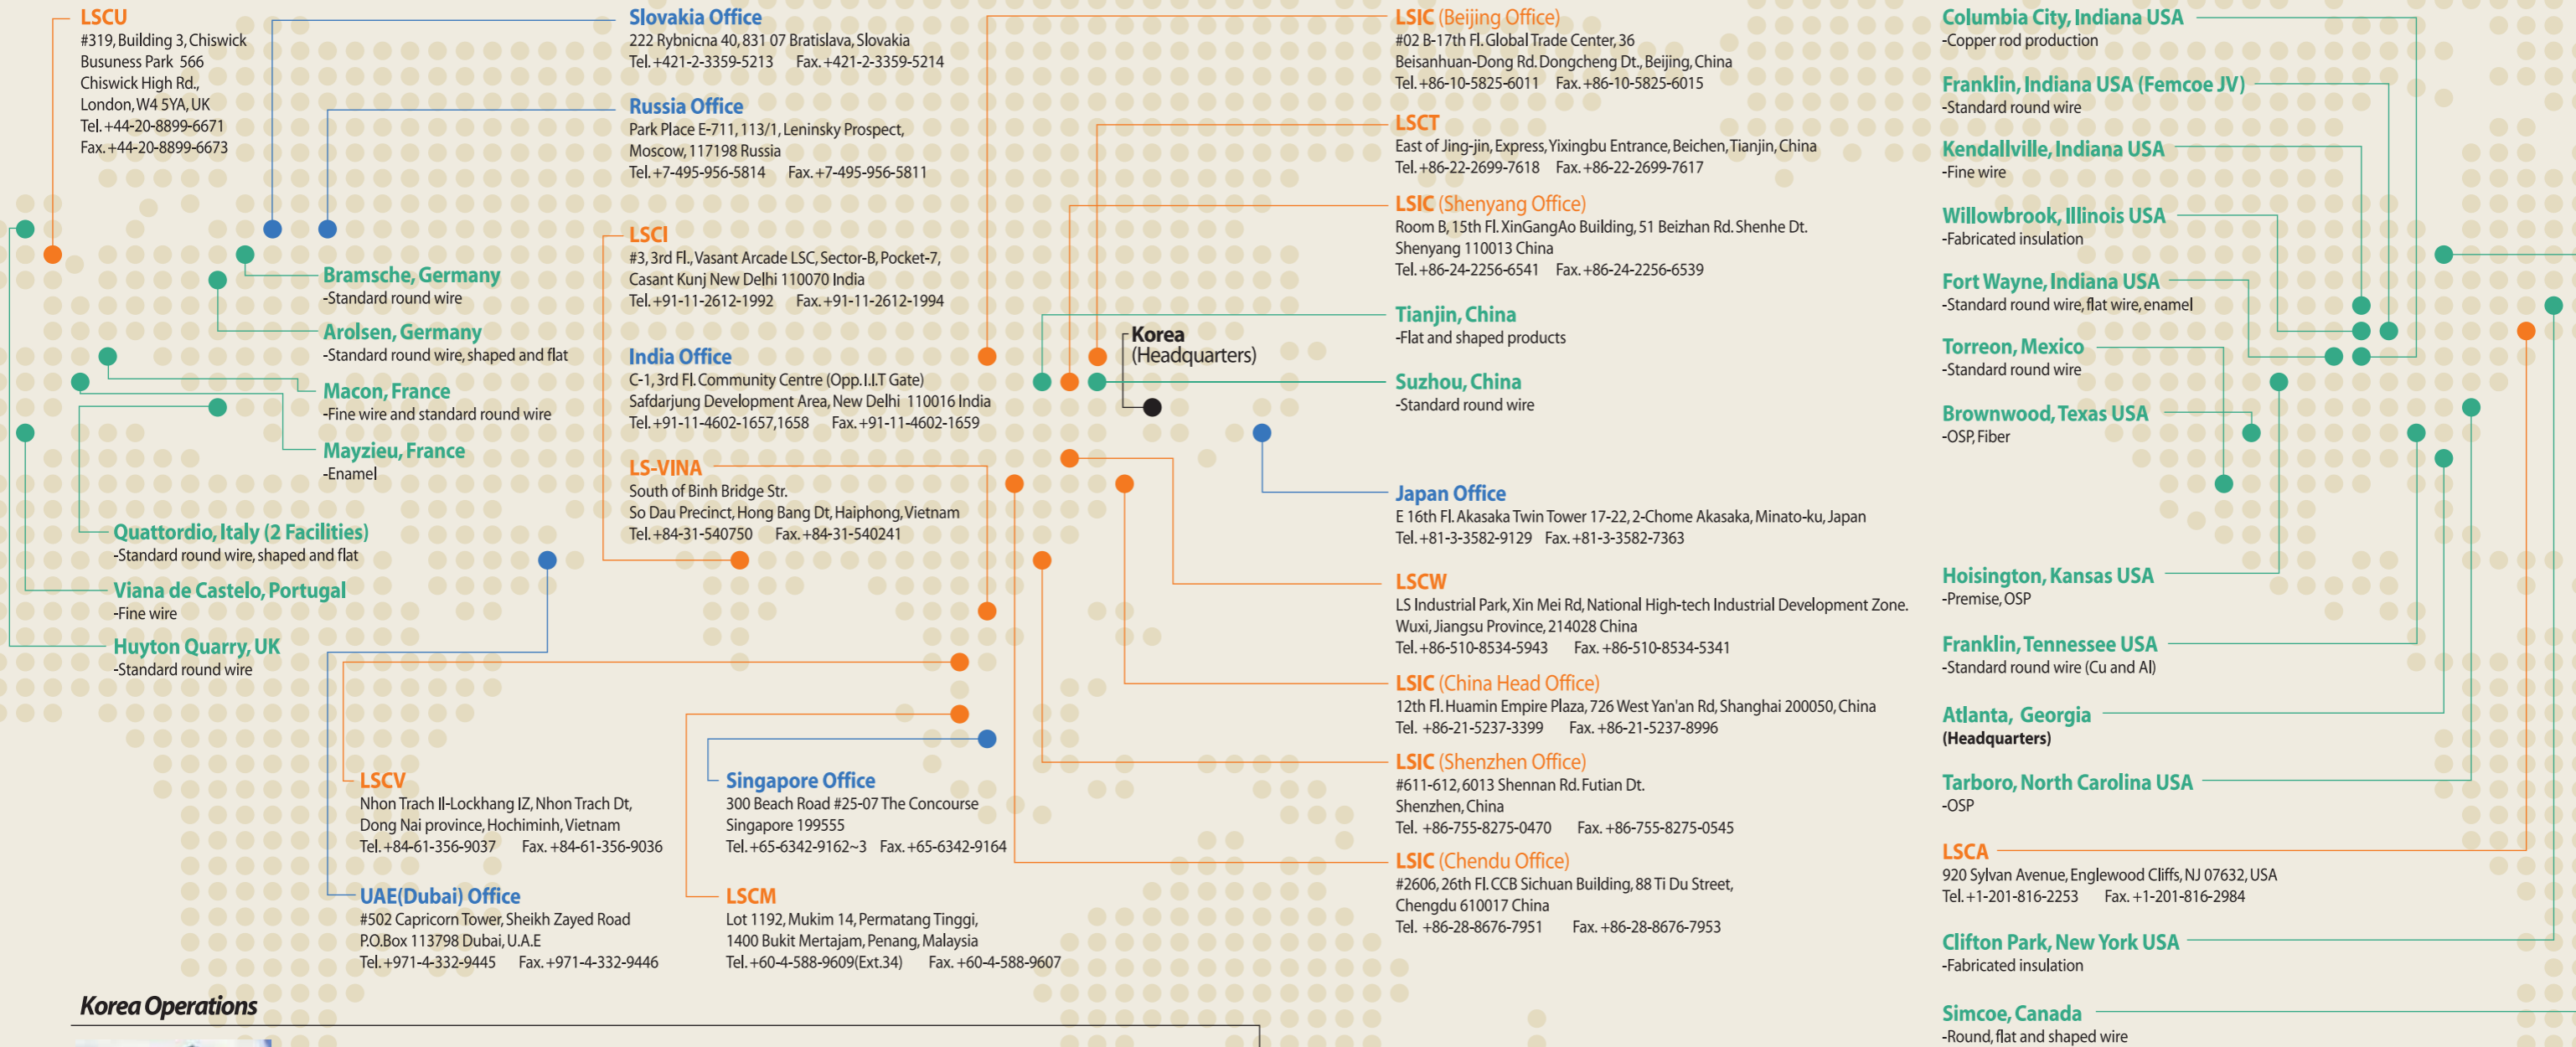 LSCU
#319, Building 3, Chiswick
Busuness Park 566
Chiswick High Rd.,
London, W4 5YA, UK
Tel. +44-20-8899-6671
Fax. +44-20-8899-6673
Bramsche, Germany
-Standard round wire
Arolsen, Germany
-Standard round wire, shaped and flat
Macon, France
-Fine wire and standard round wire
Mayzieu, France
-Enamel
Quattordio, Italy (2 Facilities)
-Standard round wire, shaped and flat
Viana de Castelo, Portugal
-Fine wire
Huyton Quarry, UK
-Standard round wire
LSCV
Nhon Trach II-Lockhang IZ, Nhon Trach Dt,
Dong Nai province, Hochiminh, Vietnam
Tel. +84-61-356-9037 Fax. +84-61-356-9036
UAE(Dubai) Office
#502 Capricorn Tower, Sheikh Zayed Road
P.O.Box 113798 Dubai, U.A.E
Tel. +971-4-332-9445 Fax. +971-4-332-9446
Slovakia Office
222 Rybnicna 40, 831 07 Bratislava, Slovakia
Tel. +421-2-3359-5213 Fax. +421-2-3359-5214
Russia Office
Park Place E-711, 113/1, Leninsky Prospect,
Moscow, 117198 Russia
Tel. +7-495-956-5814 Fax. +7-495-956-5811
LSCI
#3, 3rd Fl., Vasant Arcade LSC, Sector-B, Pocket-7,
Casant Kunj New Delhi 110070 India
Tel. +91-11-2612-1992 Fax. +91-11-2612-1994
India Office
C-1, 3rd Fl. Community Centre (Opp. I.I.T Gate)
Safdarjung Development Area, New Delhi 110016 India
Tel. +91-11-4602-1657,1658 Fax. +91-11-4602-1659
LS-VINA
South of Binh Bridge Str.
So Dau Precinct, Hong Bang Dt, Haiphong, Vietnam
Tel. +84-31-540750 Fax. +84-31-540241
Singapore Office
300 Beach Road #25-07 The Concourse
Singapore 199555
Tel. +65-6342-9162~3 Fax. +65-6342-9164
LSCM
Lot 1192, Mukim 14, Permatang Tinggi,
1400 Bukit Mertajam, Penang, Malaysia
Tel. +60-4-588-9609(Ext.34) Fax. +60-4-588-9607
Korea
(Headquarters)
LSIC (Beijing Office)
#02 B-17th Fl. Global Trade Center, 36
Beisanhuan-Dong Rd. Dongcheng Dt., Beijing, China
Tel. +86-10-5825-6011 Fax. +86-10-5825-6015
LSCT
East of Jing-jin, Express, Yixingbu Entrance, Beichen, Tianjin, China
Tel. +86-22-2699-7618 Fax. +86-22-2699-7617
LSIC (Shenyang Office)
Room B, 15th Fl. XinGangAo Building, 51 Beizhan Rd. Shenhe Dt.
Shenyang 110013 China
Tel. +86-24-2256-6541 Fax. +86-24-2256-6539
Tianjin, China
-Flat and shaped products
Suzhou, China
-Standard round wire
Japan Office
E 16th Fl. Akasaka Twin Tower 17-22, 2-Chome Akasaka, Minato-ku, Japan
Tel. +81-3-3582-9129 Fax. +81-3-3582-7363
LSCW
LS Industrial Park, Xin Mei Rd, National High-tech Industrial Development Zone.
Wuxi, Jiangsu Province, 214028 China
Tel. +86-510-8534-5943 Fax. +86-510-8534-5341
LSIC (China Head Office)
12th Fl. Huamin Empire Plaza, 726 West Yan'an Rd, Shanghai 200050, China
Tel. +86-21-5237-3399 Fax. +86-21-5237-8996
LSIC (Shenzhen Office)
#611-612, 6013 Shennan Rd. Futian Dt.
Shenzhen, China
Tel. +86-755-8275-0470 Fax. +86-755-8275-0545
LSIC (Chendu Office)
#2606, 26th Fl. CCB Sichuan Building, 88 Ti Du Street,
Chengdu 610017 China
Tel. +86-28-8676-7951 Fax. +86-28-8676-7953
Columbia City, Indiana USA
-Copper rod production
Franklin, Indiana USA (Femcoe JV)
-Standard round wire
Kendallville, Indiana USA
-Fine wire
Willowbrook, Illinois USA
-Fabricated insulation
Fort Wayne, Indiana USA
-Standard round wire, flat wire, enamel
Torreon, Mexico
-Standard round wire
Brownwood, Texas USA
-OSP, Fiber
Hoisington, Kansas USA
-Premise, OSP
Franklin, Tennessee USA
-Standard round wire (Cu and Al)
Atlanta, Georgia
(Headquarters)
Tarboro, North Carolina USA
-OSP
LSCA
920 Sylvan Avenue, Englewood Cliffs, NJ 07632, USA
Tel. +1-201-816-2253 Fax. +1-201-816-2984
Clifton Park, New York USA
-Fabricated insulation
Simcoe, Canada
-Round, flat and shaped wire
Korea Operations